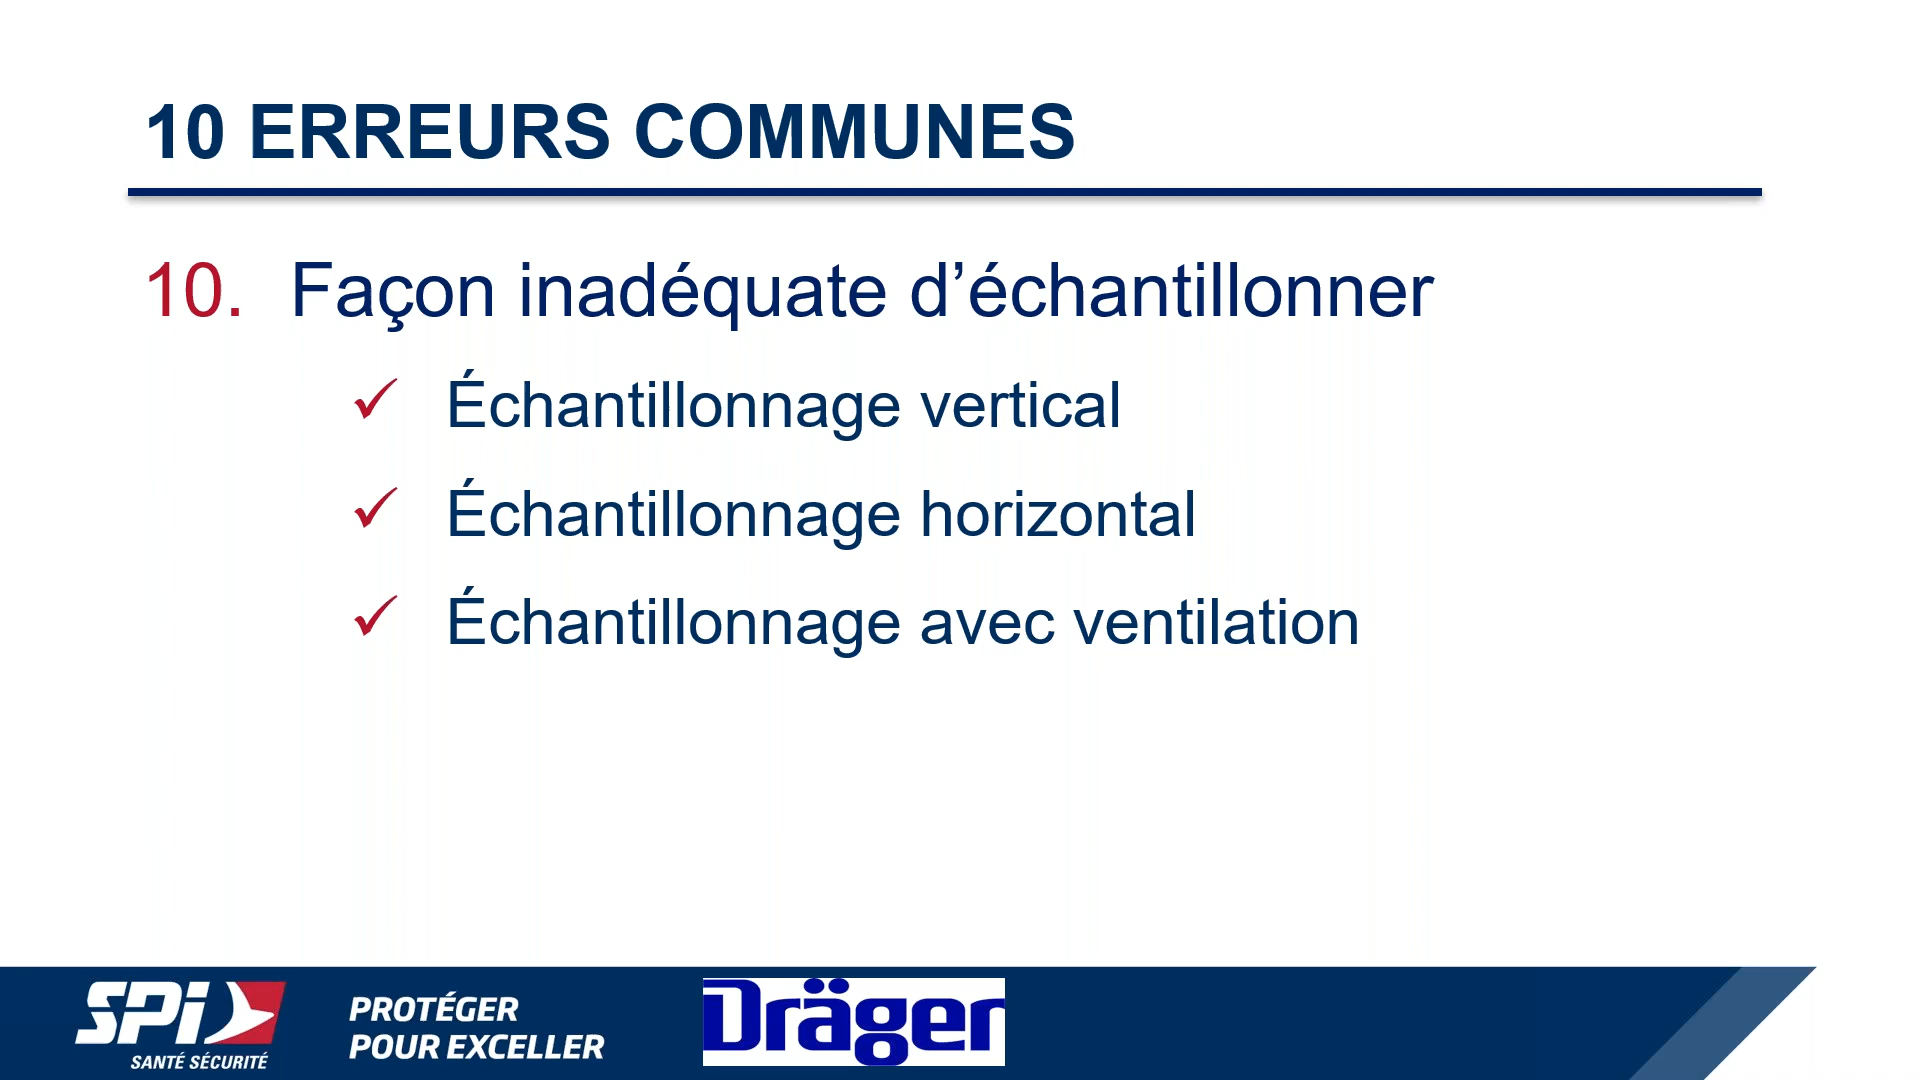 10 ERREURS COMMUNES
10. Façon inadéquate d’échantillonner
✓ Échantillonnage vertical
✓ Échantillonnage horizontal
✓ Échantillonnage avec ventilation
SPi
SANTÉ SÉCURITÉ
PROTÉGER
POUR EXCELLER
Dräger